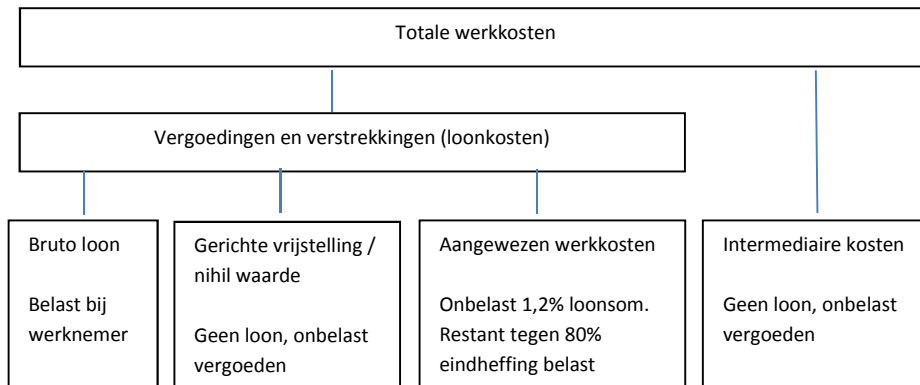 Totale werkkosten
Vergoedingen en verstrekkingen (loonkosten)
Bruto loon
Belast bij
werknemer
Gerichte vrijstelling /
nihil waarde
Geen loon, onbelast
vergoeden
Aangewezen werkkosten
Onbelast 1,2% loonsom.
Restant tegen 80%
eindheffing belast
Intermediaire kosten
Geen loon, onbelast
vergoeden